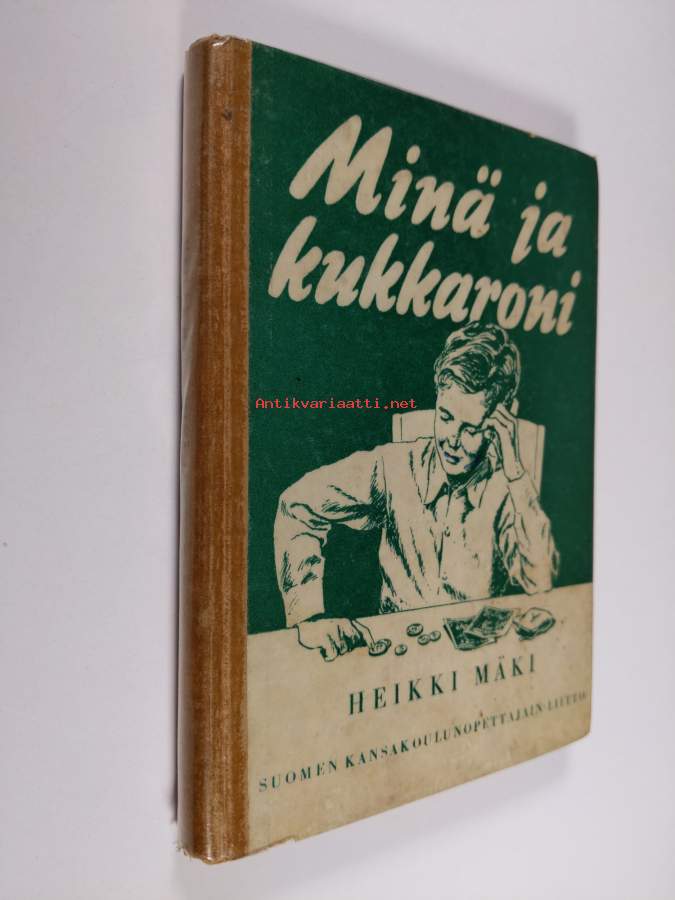 Minä ja
kukkaroni
Antikvariaatti.net
HEIKKI MÄKI
SUOMEN KANSAKOULUNOPETTAJAIN LIITTO